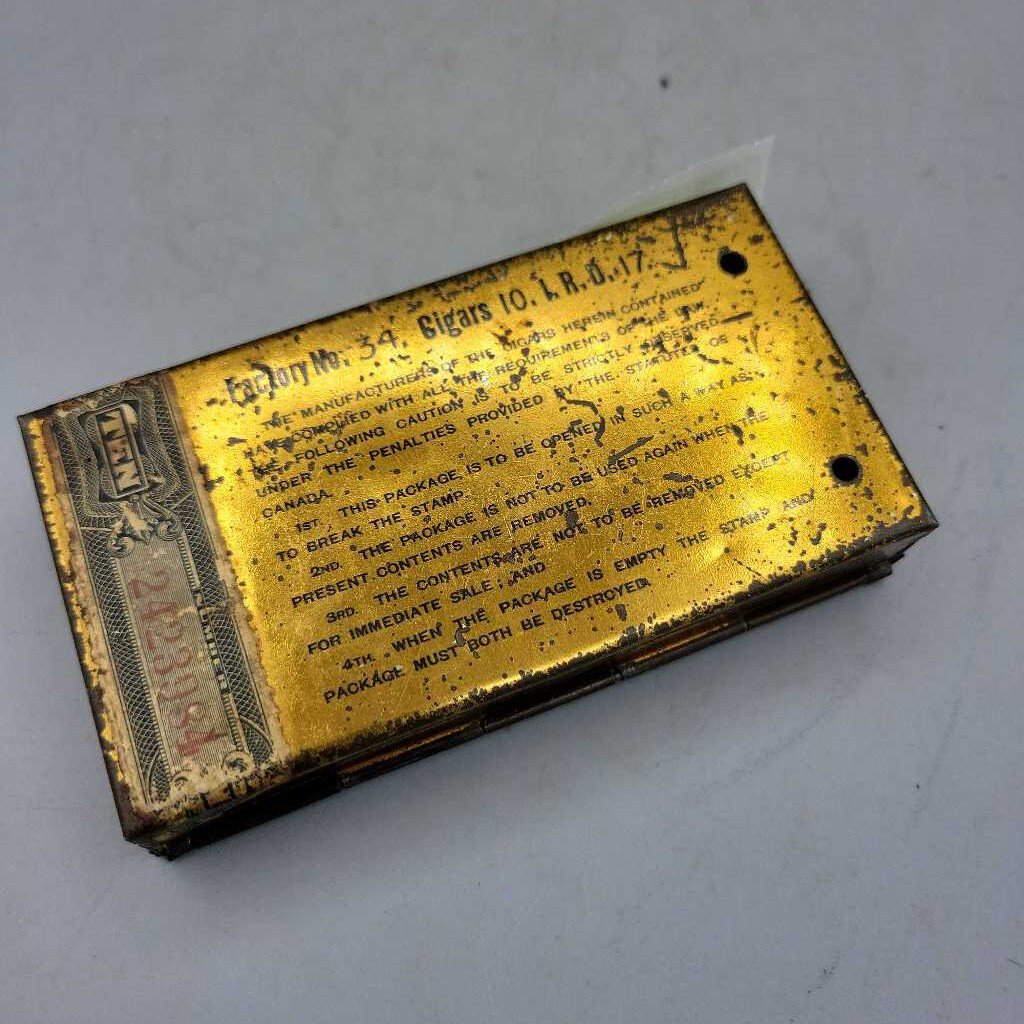 Factory No. 34, Cigars 10. I. R. D. 17.
THE MANUFACTURERS OF THE CIGARS HEREIN CONTAINED
HAVE COMPLIED WITH ALL THE REQUIREMENTS OF THE LAW.
THE FOLLOWING CAUTION IS TO BE STRICTLY OBSERVED
UNDER THE PENALTIES PROVIDED BY THE STATUTES OF
CANADA.
1ST. THIS PACKAGE IS TO BE OPENED IN SUCH A WAY AS
TO BREAK THE STAMP.
2ND. THE PACKAGE IS NOT TO BE USED AGAIN WHEN THE
PRESENT CONTENTS ARE REMOVED.
3RD. THE CONTENTS ARE NOT TO BE REMOVED EXCEPT
FOR IMMEDIATE SALE; AND
4TH. WHEN THE PACKAGE IS EMPTY THE STAMP AND
PACKAGE MUST BOTH BE DESTROYED.
TEN
NUMBER